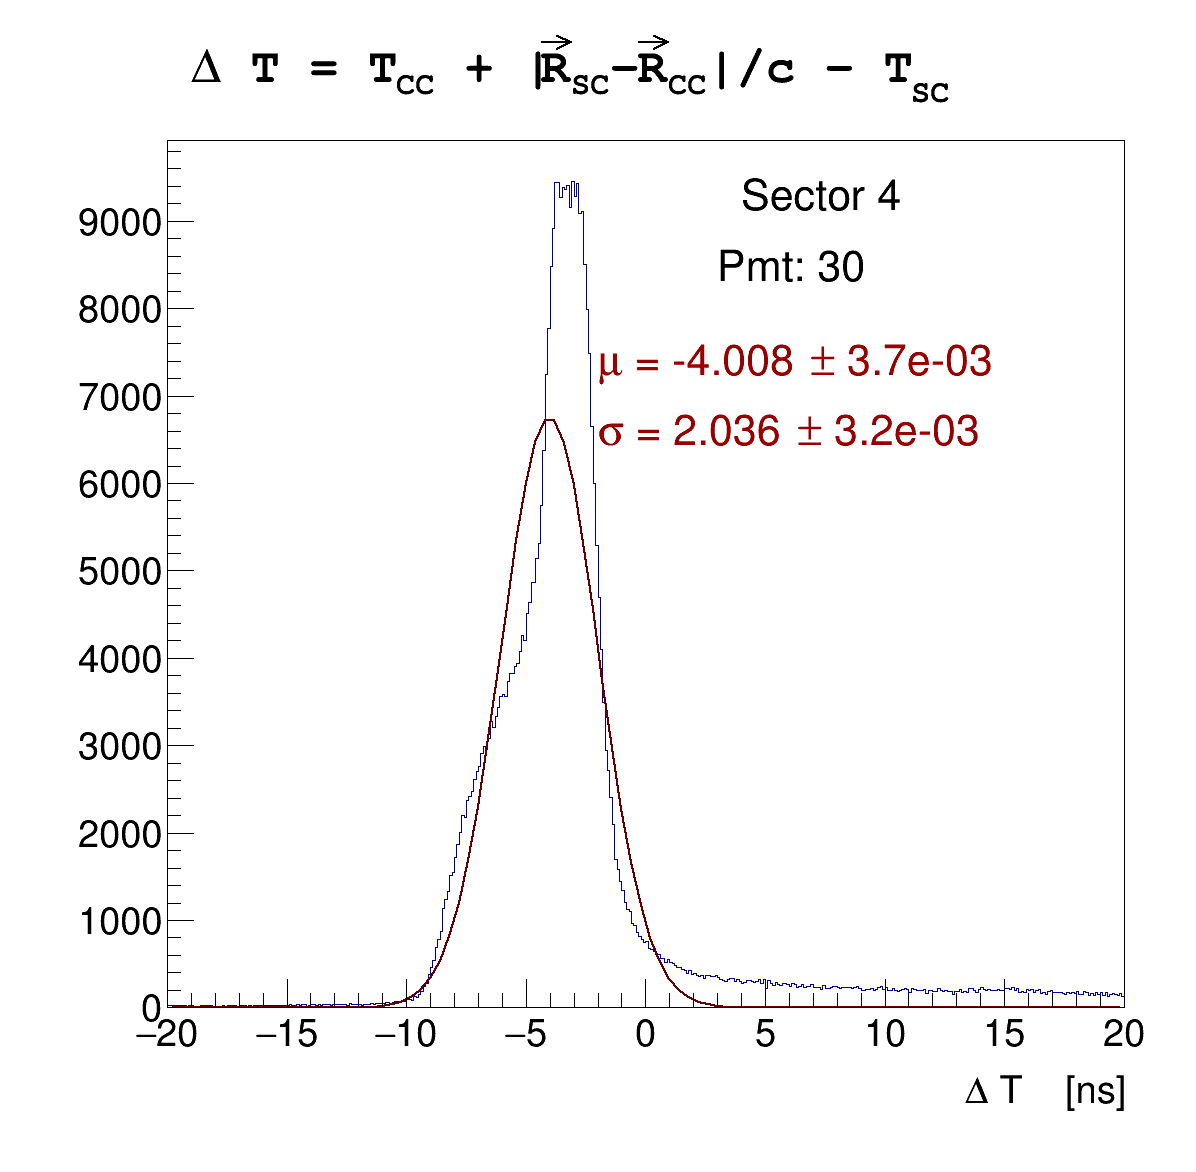 Δ T = T_CC + |R⃗_SC−R⃗_CC|/c − T_SC
Sector 4
Pmt: 30
μ = -4.008 ± 3.7e-03
σ = 2.036 ± 3.2e-03
9000
8000
7000
6000
5000
4000
3000
2000
1000
0
−20 −15 −10 −5 0 5 10 15 20
Δ T [ns]